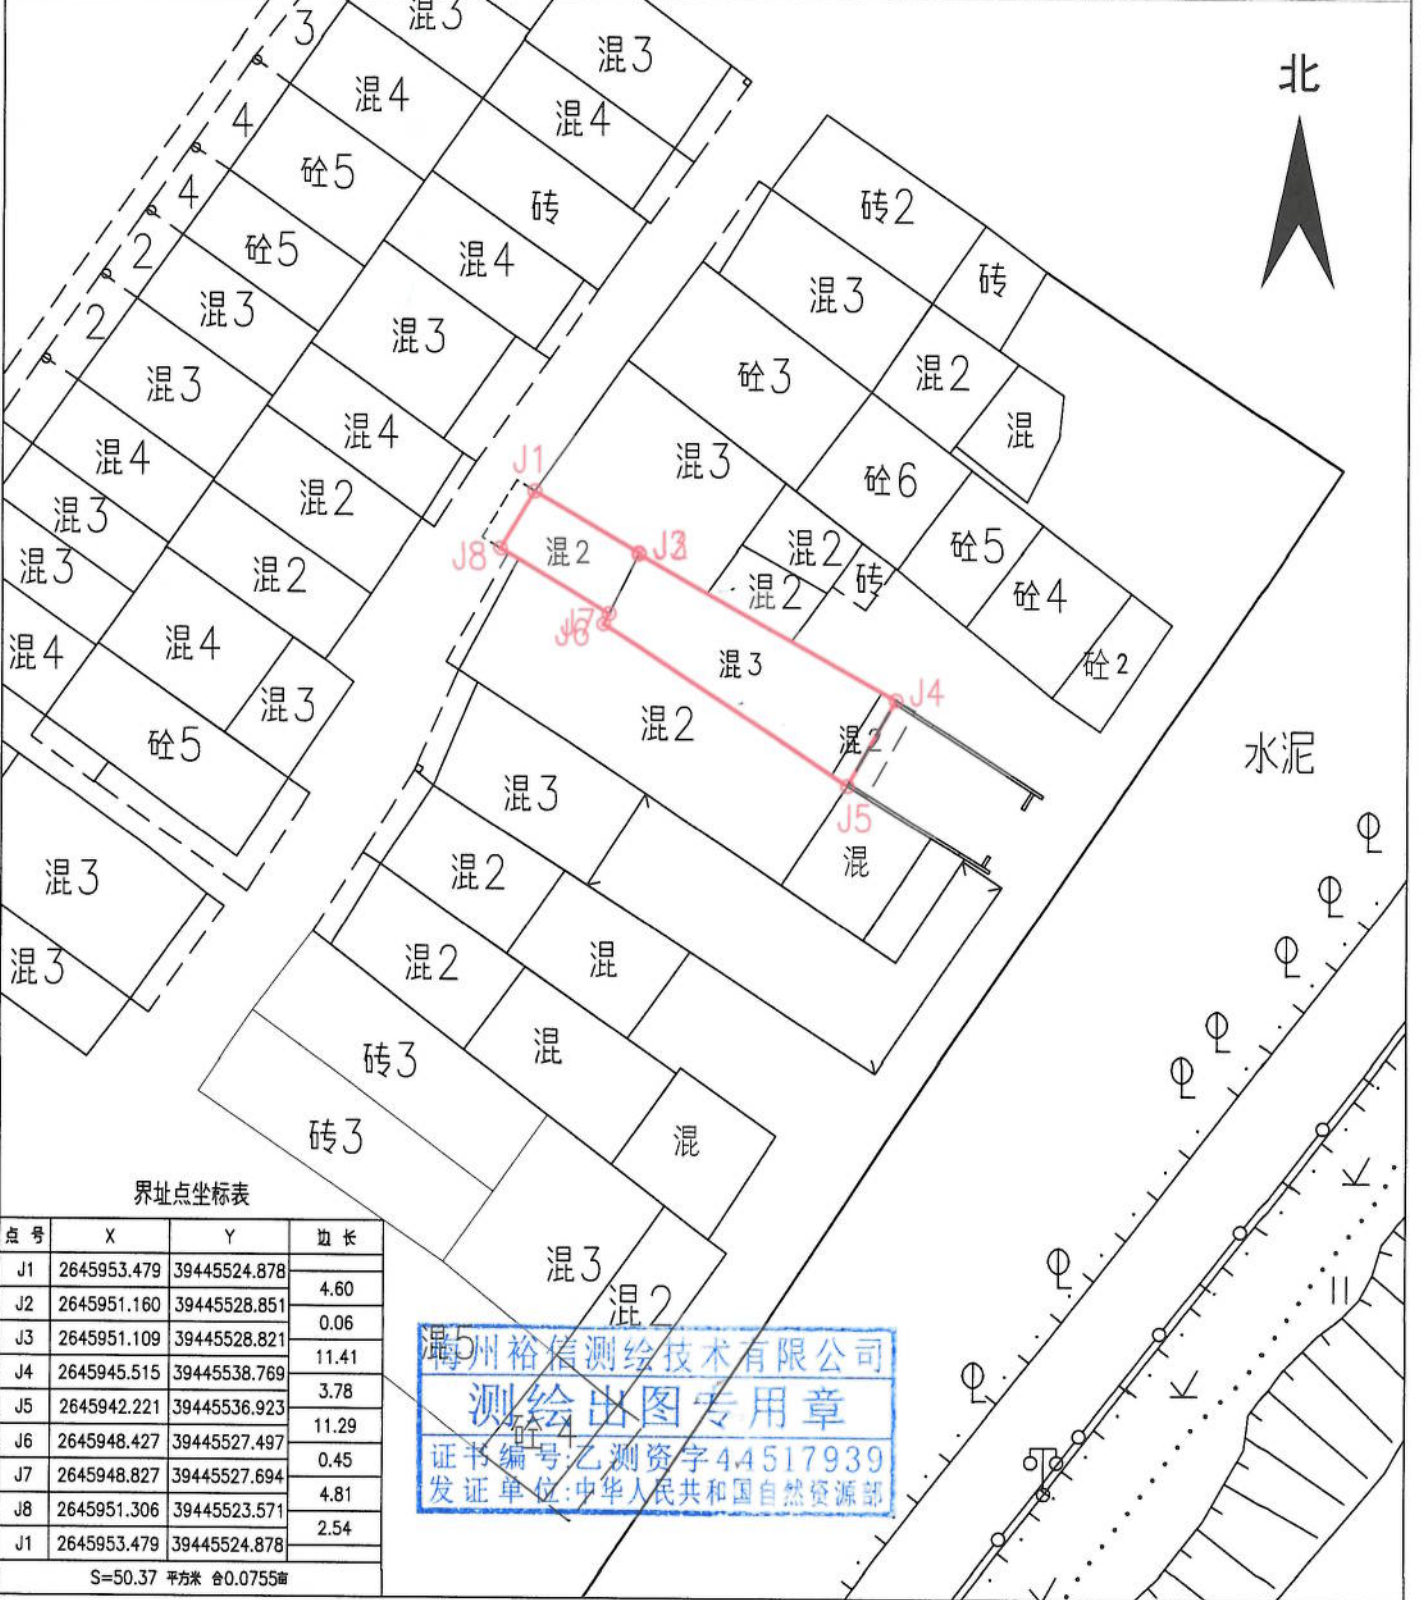 混3
3
混3
北
混4
混4
4
砼5
4
砖
砖2
砼5
2
混4
砖
混3
混3
2
混3
混3
砼3
混2
混4
混
混4
混3
J1
砼6
混2
混3
砼5
混3
J8
混2
J3
混2
混2
砖
混2
砼4
J7
J6
混4
混4
混3
砼2
混3
J4
混2
混2
砼5
水泥
混3
J5
混
混2
混3
混2
混
混3
混
砖3
砖3
混
混3
混2
混5
砼4
界址点坐标表
点号 X Y 边长
J1 2645953.479 39445524.878
4.60
J2 2645951.160 39445528.851
0.06
J3 2645951.109 39445528.821
11.41
J4 2645945.515 39445538.769
3.78
J5 2645942.221 39445536.923
11.29
J6 2645948.427 39445527.497
0.45
J7 2645948.827 39445527.694
4.81
J8 2645951.306 39445523.571
2.54
J1 2645953.479 39445524.878
S=50.37 平方米 合0.0755亩
州裕信测绘技术有限公司
测绘出图专用章
证书编号:乙测资字44517939
发证单位:中华人民共和国自然资源部